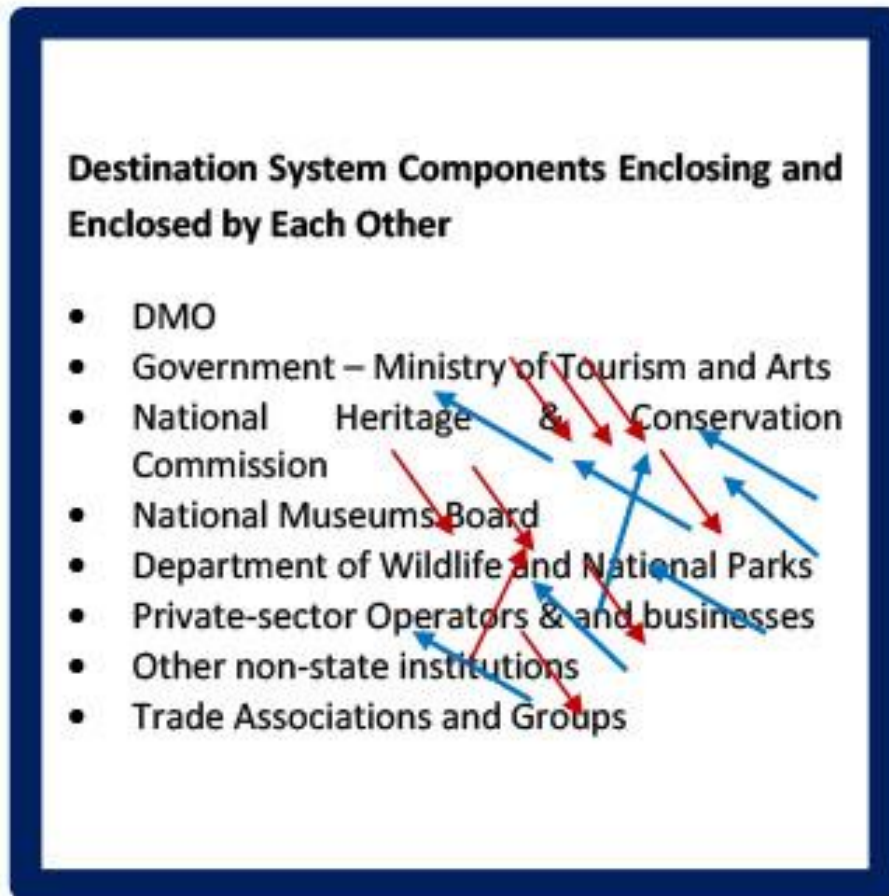 Destination System Components Enclosing and
Enclosed by Each Other
• DMO
• Government – Ministry of Tourism and Arts
• National Heritage & Conservation
Commission
• National Museums Board
• Department of Wildlife and National Parks
• Private-sector Operators & and businesses
• Other non-state institutions
• Trade Associations and Groups